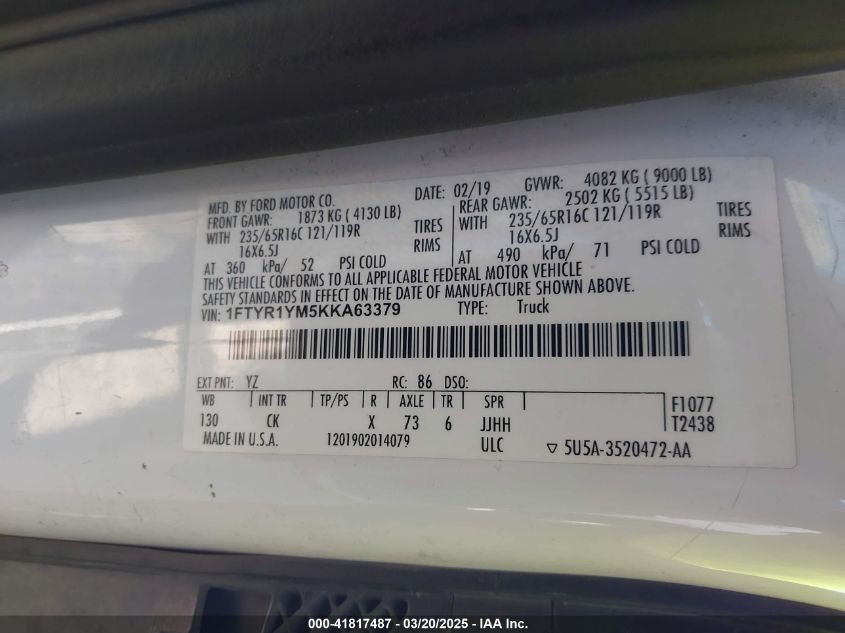 MFD. BY FORD MOTOR CO. DATE: 02/19 GVWR: 4082 KG ( 9000 LB)
FRONT GAWR: 1873 KG ( 4130 LB) REAR GAWR: 2502 KG ( 5515 LB)
WITH 235/65R16C 121/119R TIRES WITH 235/65R16C 121/119R TIRES
16X6.5J RIMS 16X6.5J RIMS
AT 360 kPa/ 52 PSI COLD AT 490 kPa/ 71 PSI COLD
THIS VEHICLE CONFORMS TO ALL APPLICABLE FEDERAL MOTOR VEHICLE
SAFETY STANDARDS IN EFFECT ON THE DATE OF MANUFACTURE SHOWN ABOVE.
VIN: 1FTYR1YM5KKA63379 TYPE: Truck
EXT PNT: YZ RC: 86 DSO:
WB INT TR TP/PS R AXLE TR SPR F1077
130 CK X 73 6 JJHH T2438
MADE IN U.S.A. 1201902014079 ULC ▽ 5U5A-3520472-AA
000-41817487 - 03/20/2025 - IAA Inc.